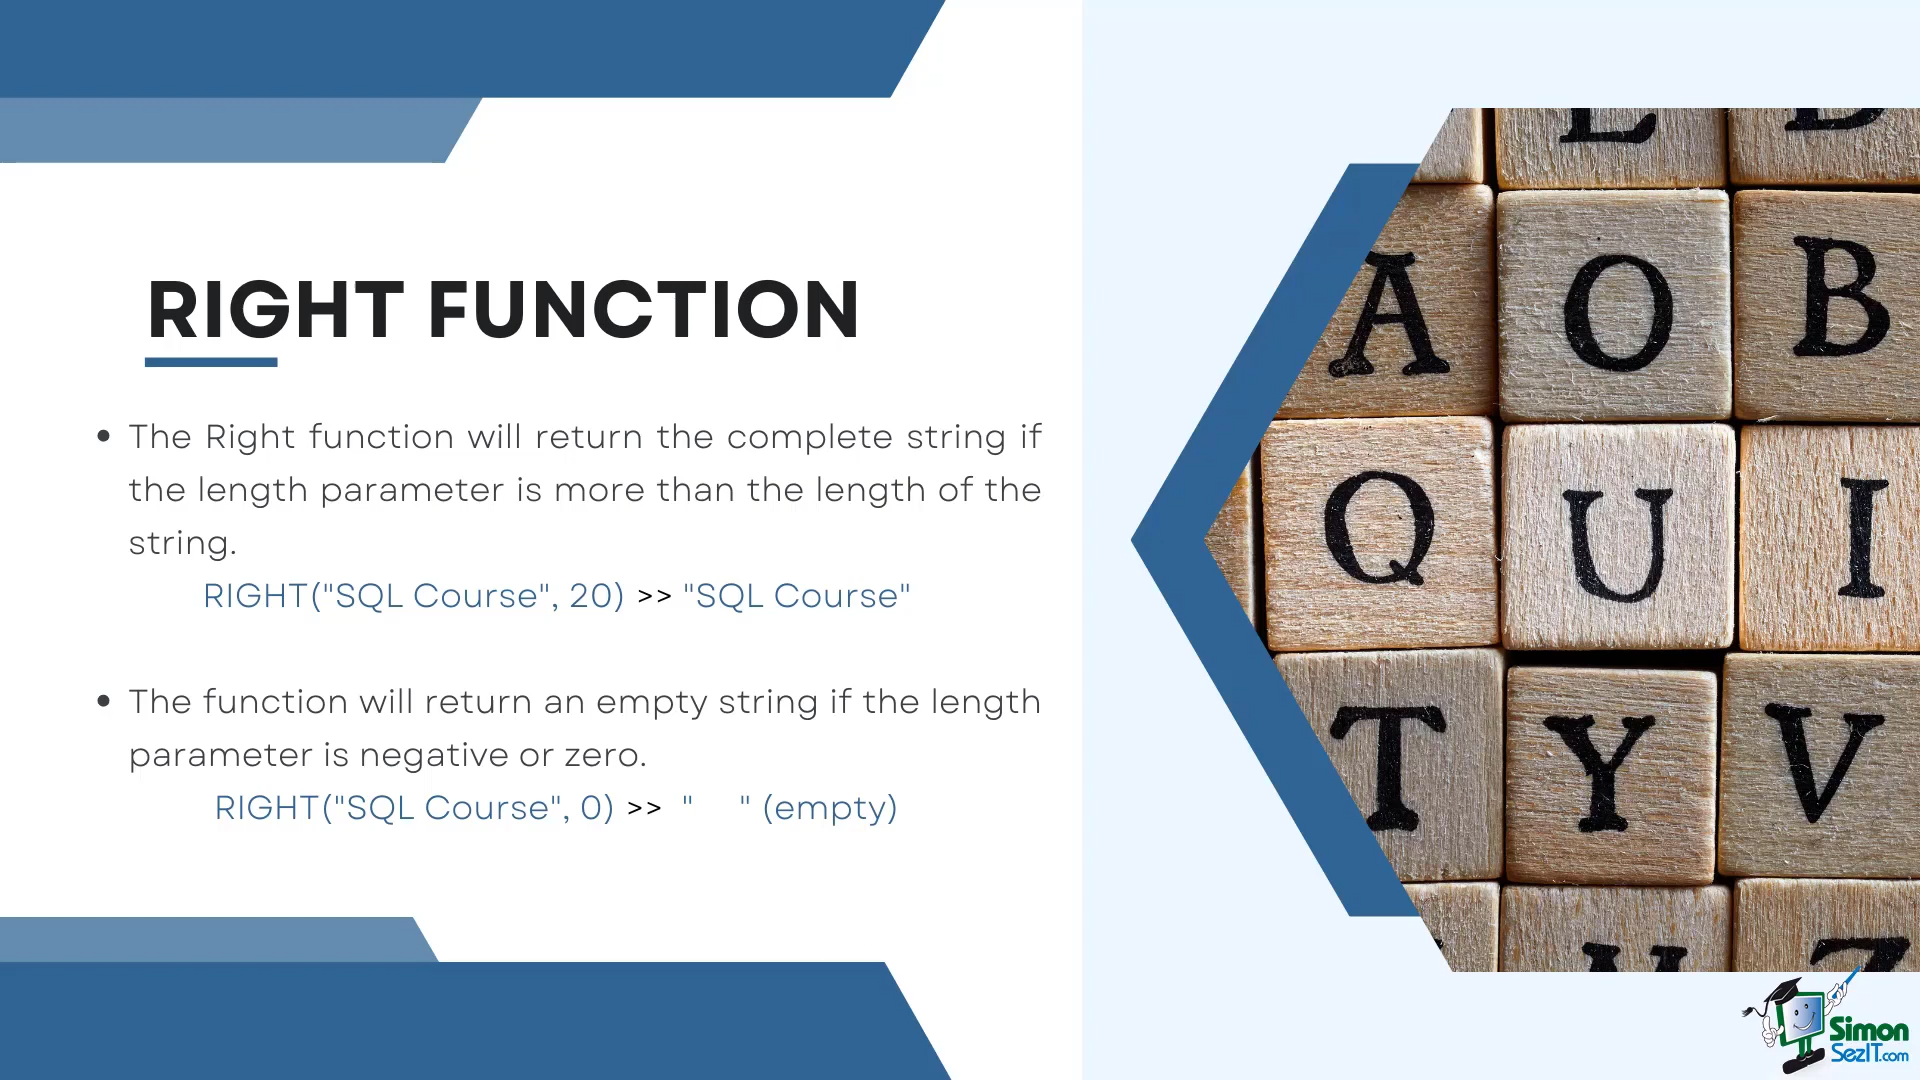 RIGHT FUNCTION
• The Right function will return the complete string if
the length parameter is more than the length of the
string.
RIGHT("SQL Course", 20) >> "SQL Course"
• The function will return an empty string if the length
parameter is negative or zero.
RIGHT("SQL Course", 0) >> "    " (empty)
E B
A O B
Q U I
T Y V
Z
Simon
SezIT.com